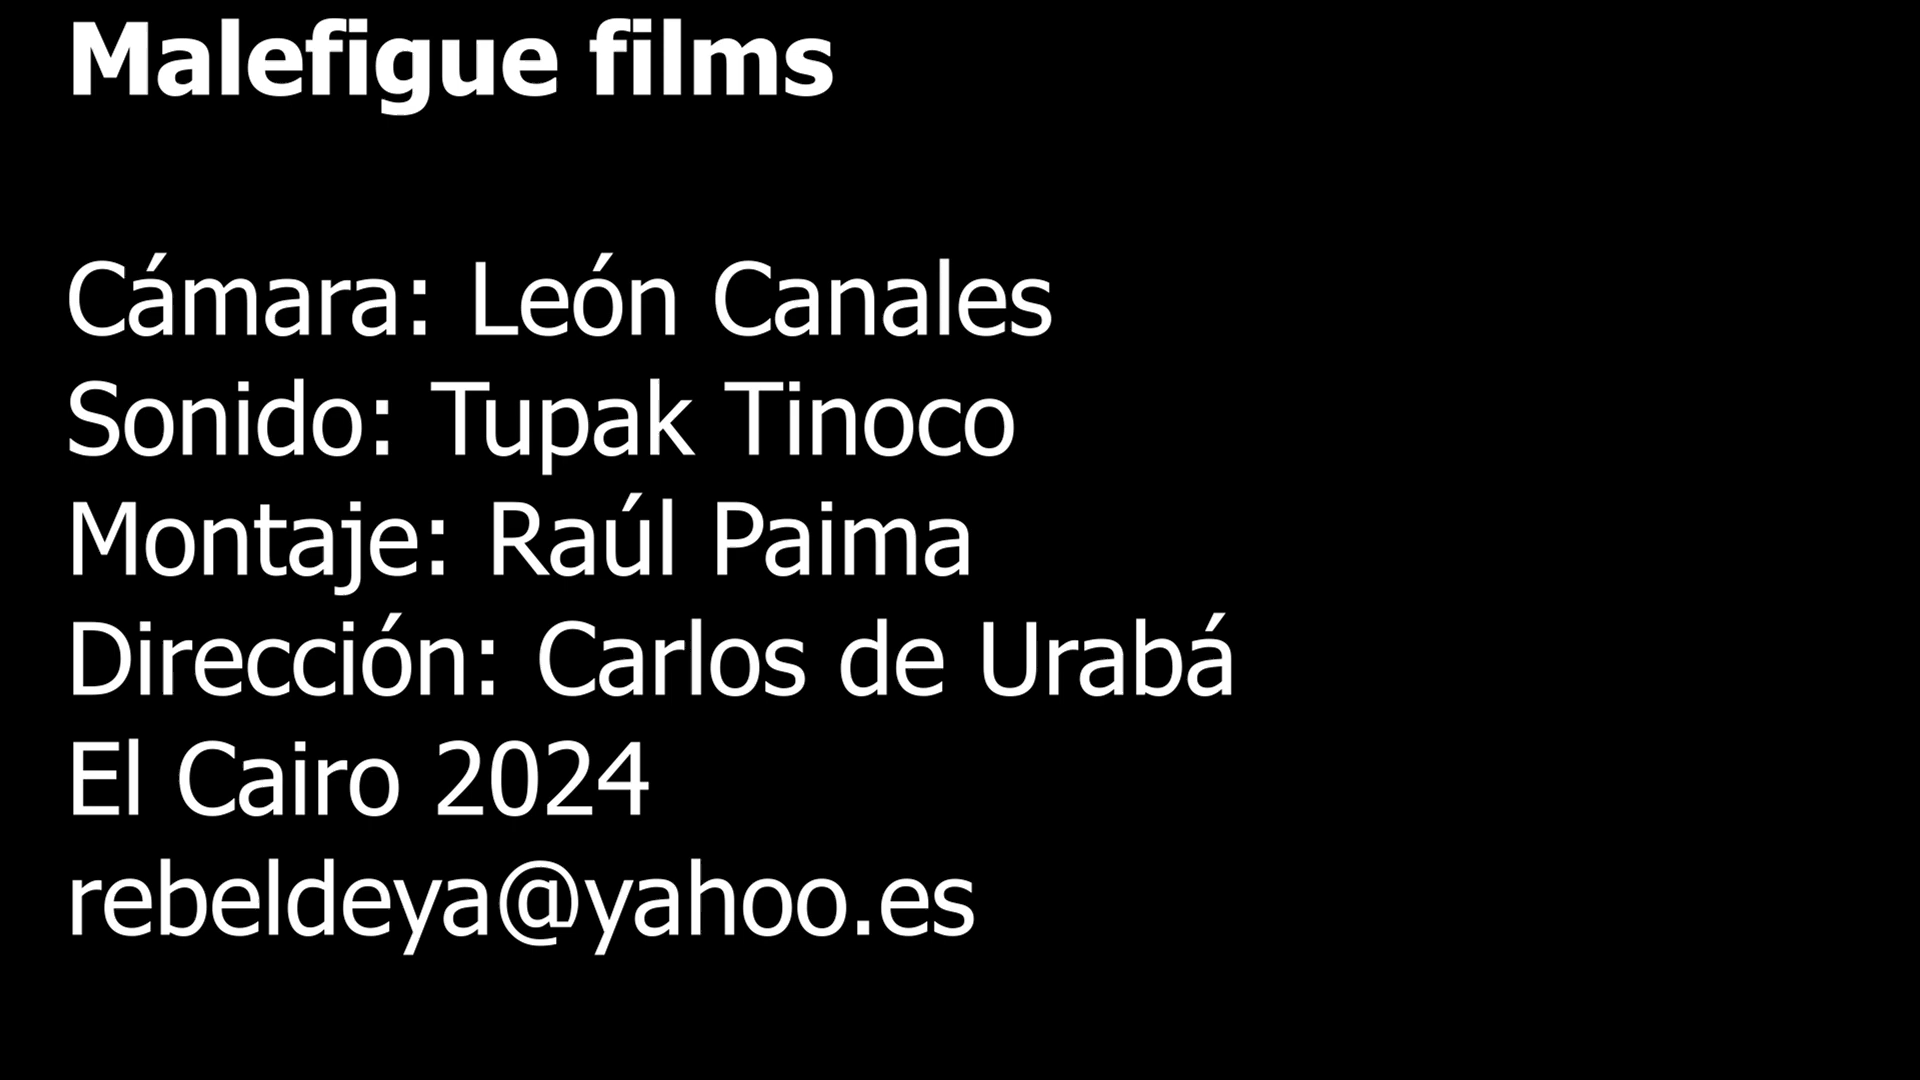 Malefigue films
Cámara: León Canales
Sonido: Tupak Tinoco
Montaje: Raúl Paima
Dirección: Carlos de Urabá
El Cairo 2024
rebeldeya@yahoo.es